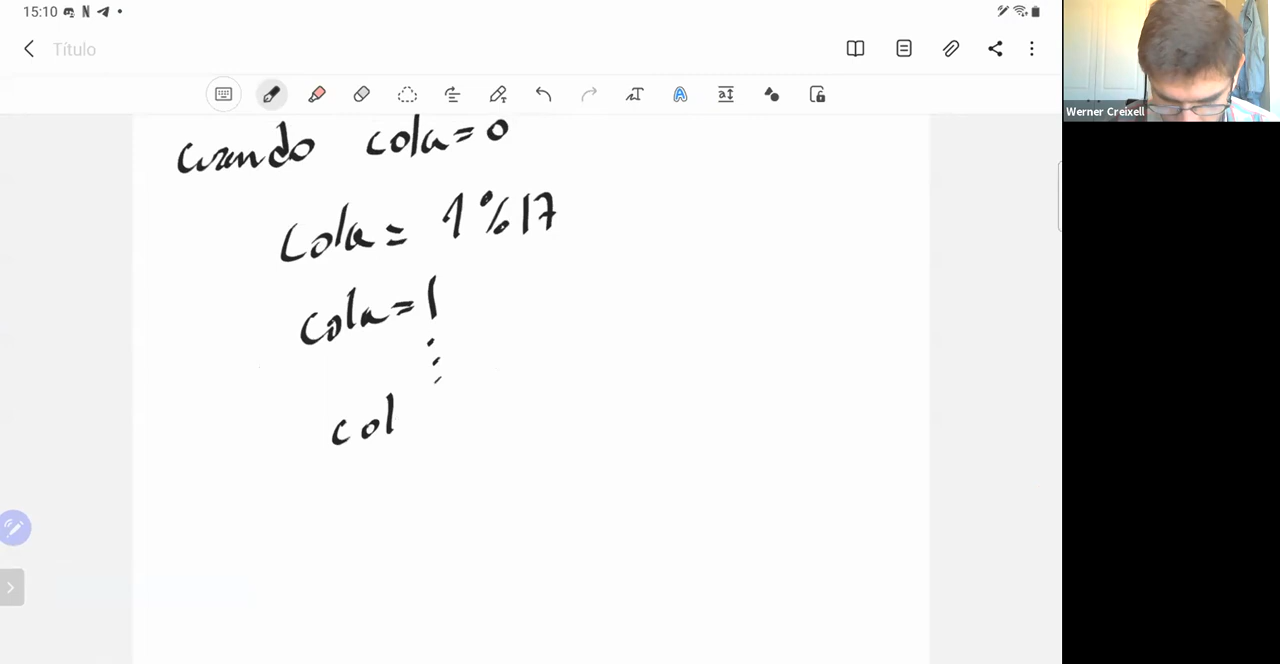 15:10
Título
Cuando cola=0
Cola= 1%17
cola=1
⋮
col
Werner Creixell